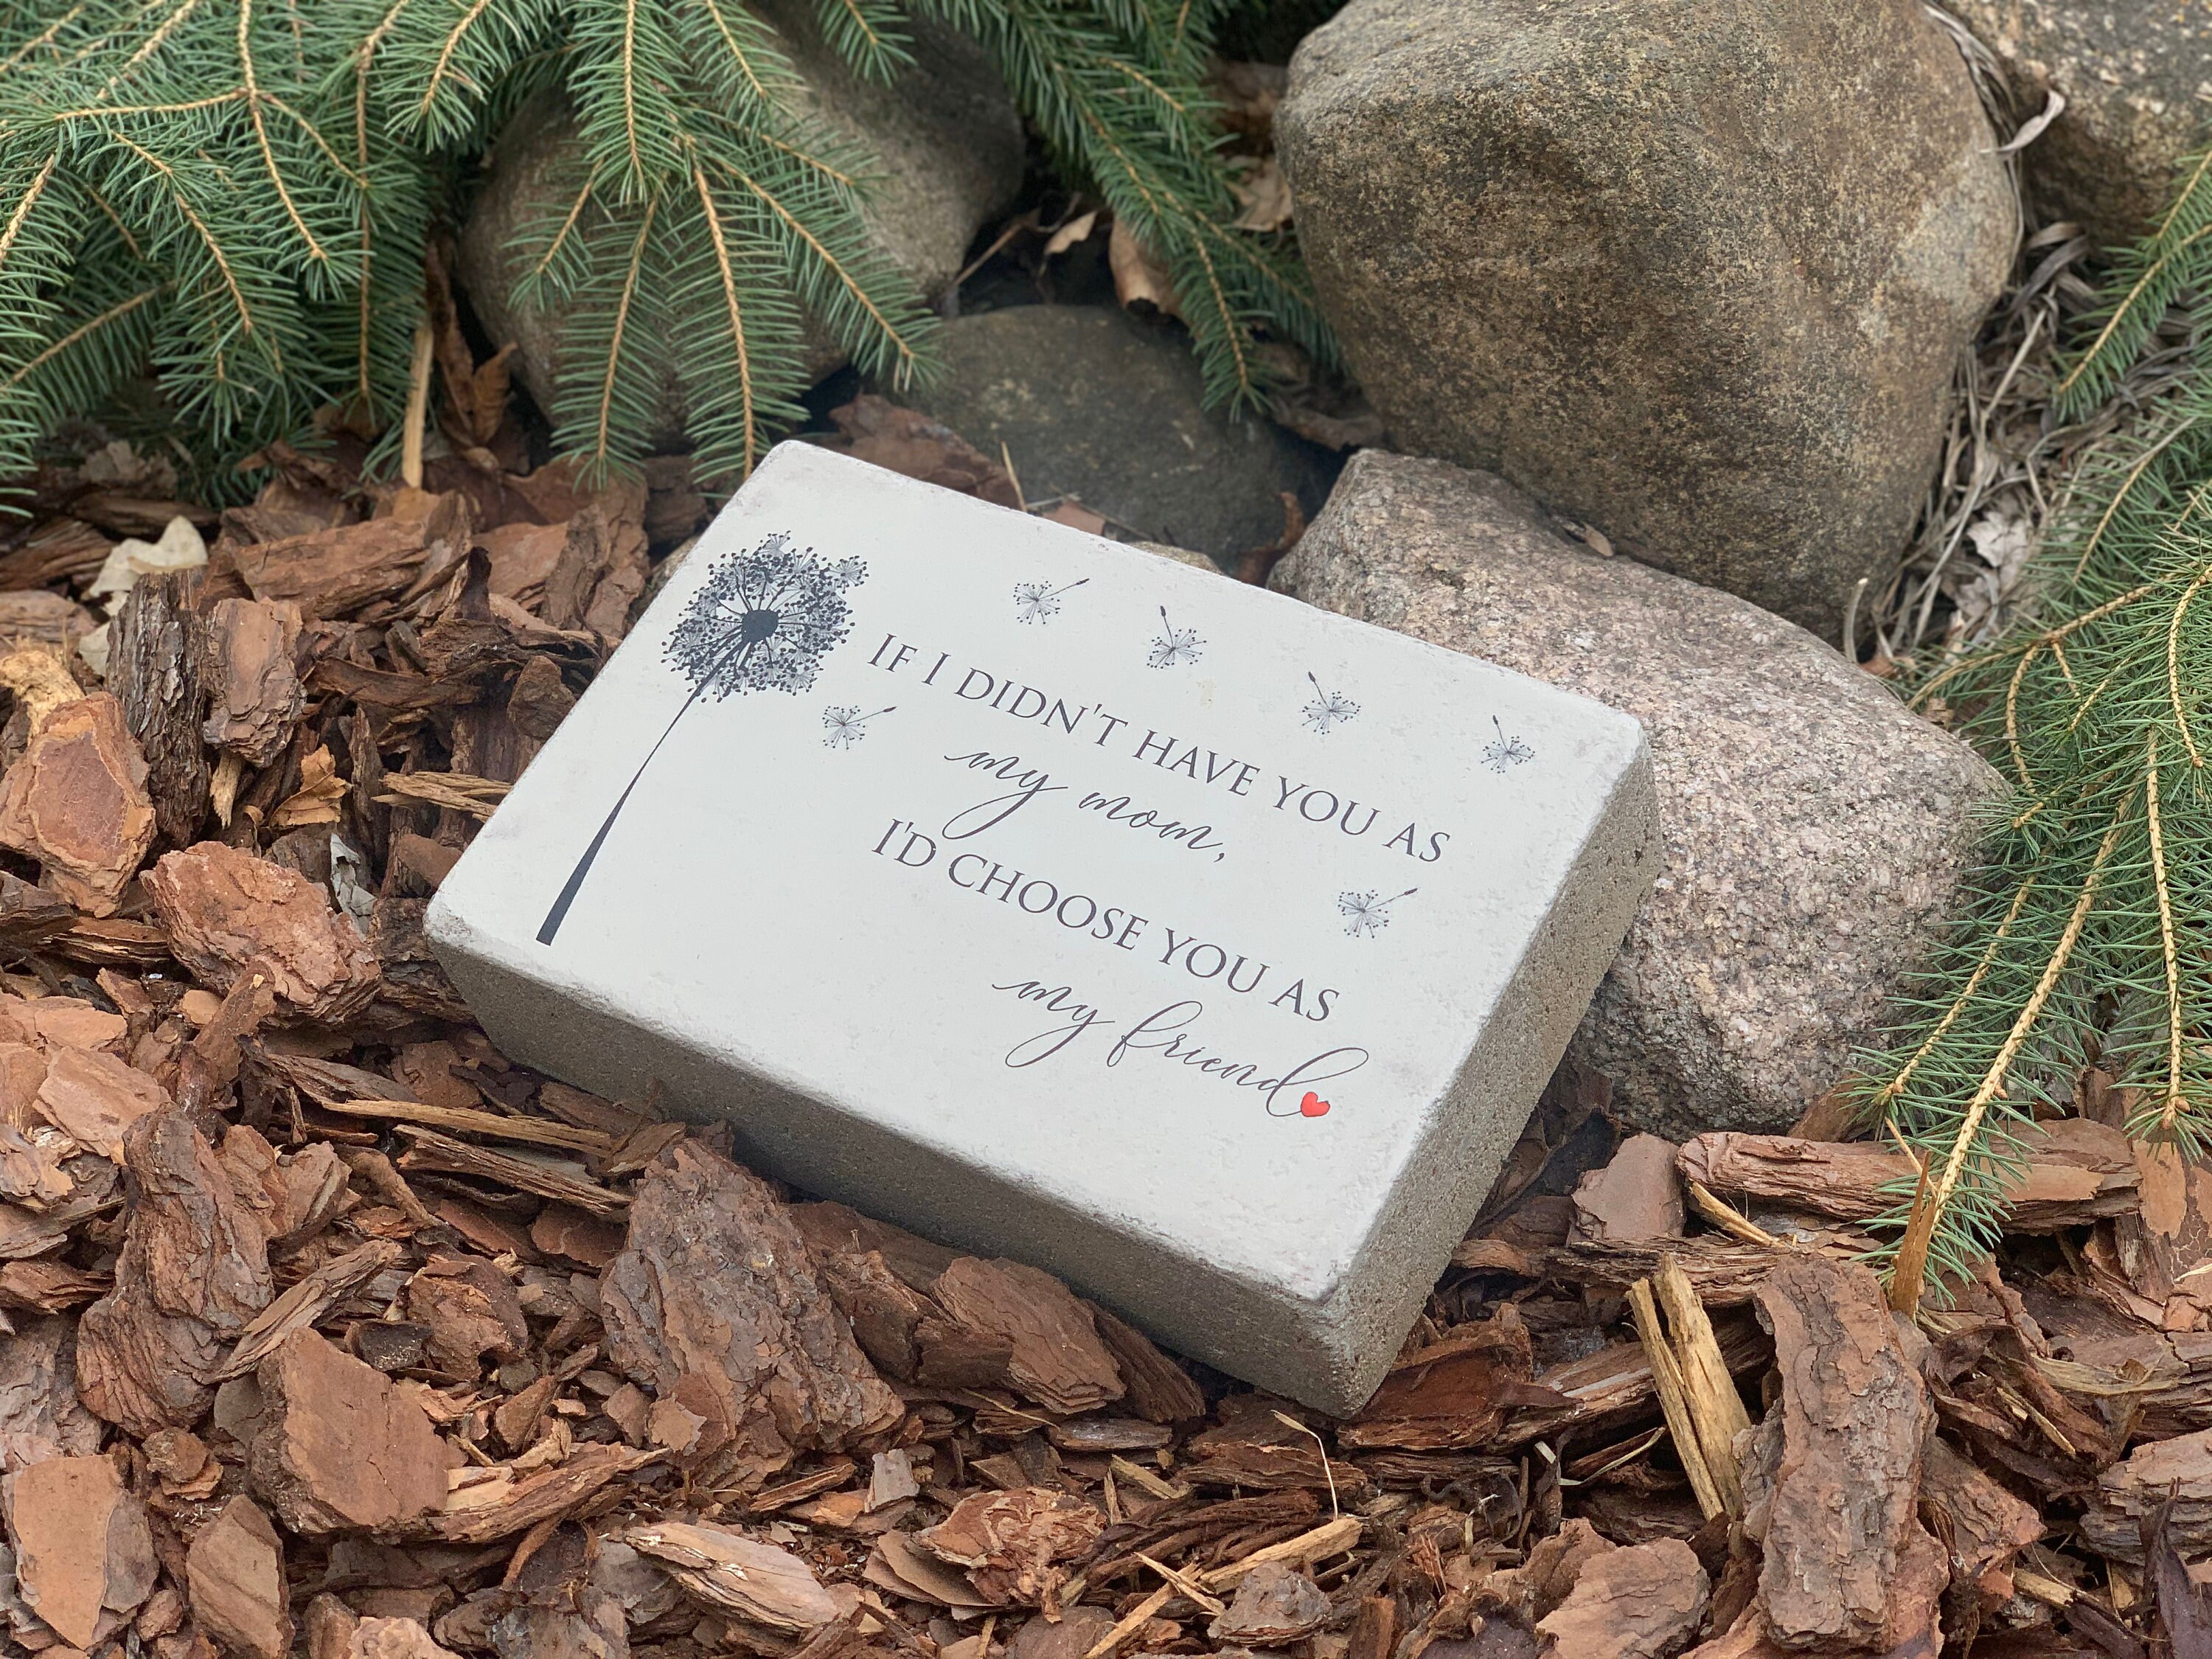 IF I DIDN'T HAVE YOU AS
my mom,
I'D CHOOSE YOU AS
my friend